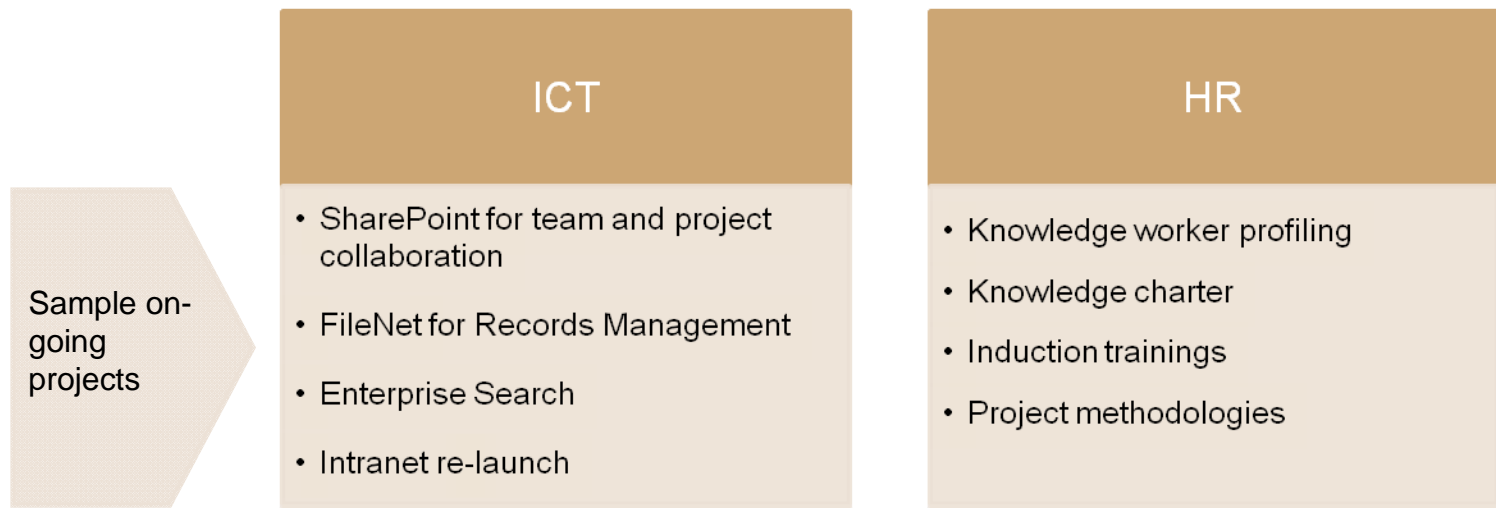 Sample on-
going
projects
ICT
• SharePoint for team and project
collaboration
• FileNet for Records Management
• Enterprise Search
• Intranet re-launch
HR
• Knowledge worker profiling
• Knowledge charter
• Induction trainings
• Project methodologies